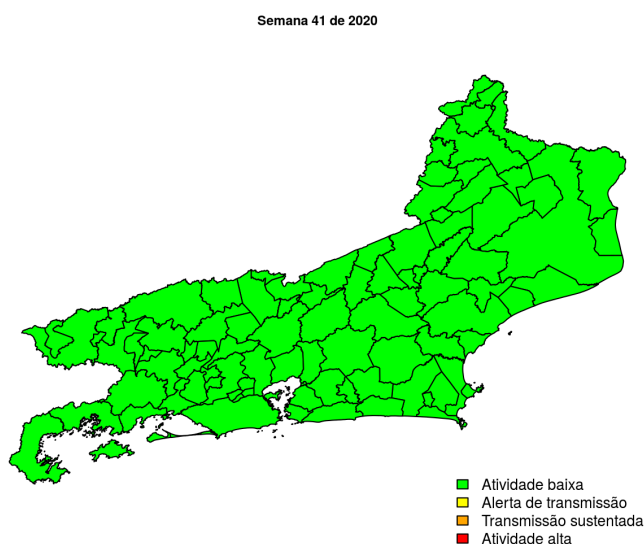 Semana 41 de 2020
Atividade baixa
Alerta de transmissão
Transmissão sustentada
Atividade alta